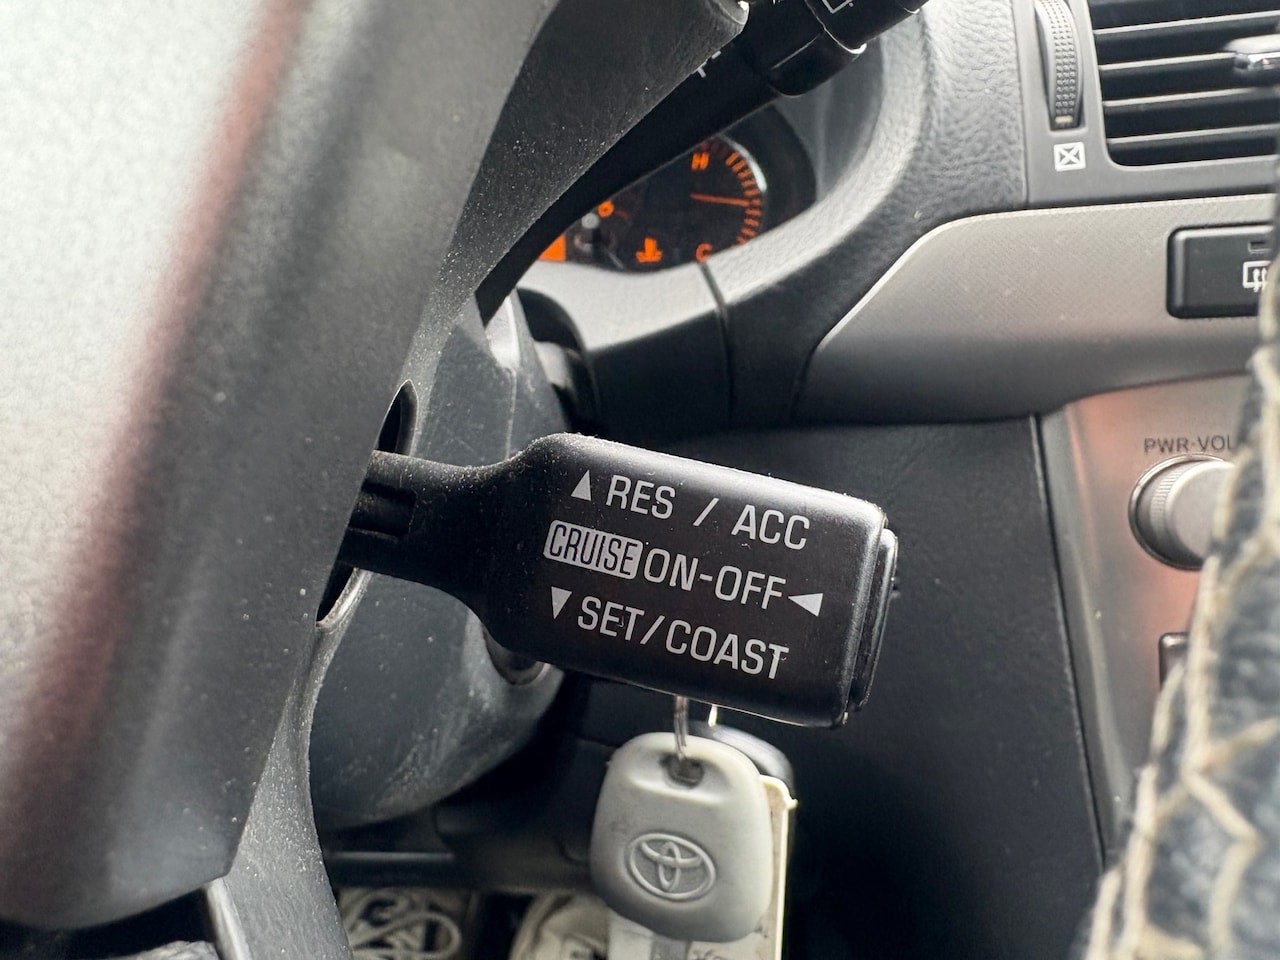 H
C
PWR-VOL
▲ RES / ACC
CRUISE ON-OFF ◀
▼ SET/COAST